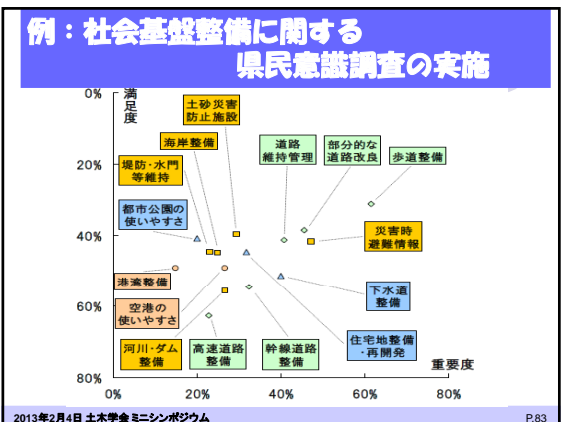 例：社会基盤整備に関する
県民意識調査の実施
0%
満足度
土砂災害
防止施設
海岸整備
道路
維持管理
部分的な
道路改良
歩道整備
20%
堤防・水門
等維持
都市公園の
使いやすさ
災害時
避難情報
40%
港湾整備
下水道
整備
空港の
使いやすさ
60%
河川・ダム
整備
高速道路
整備
幹線道路
整備
住宅地整備
・再開発
重要度
80%
0%
20%
40%
60%
80%
2013年2月4日 土木学会ミニシンポジウム
P.83